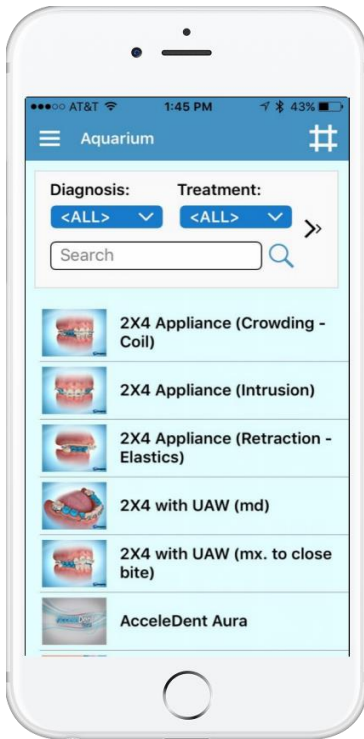 AT&T 1:45 PM 43%
Aquarium
Diagnosis: Treatment:
<ALL> <ALL>
Search
2X4 Appliance (Crowding -
Coil)
2X4 Appliance (Intrusion)
2X4 Appliance (Retraction -
Elastics)
2X4 with UAW (md)
2X4 with UAW (mx. to close
bite)
AcceleDent Aura